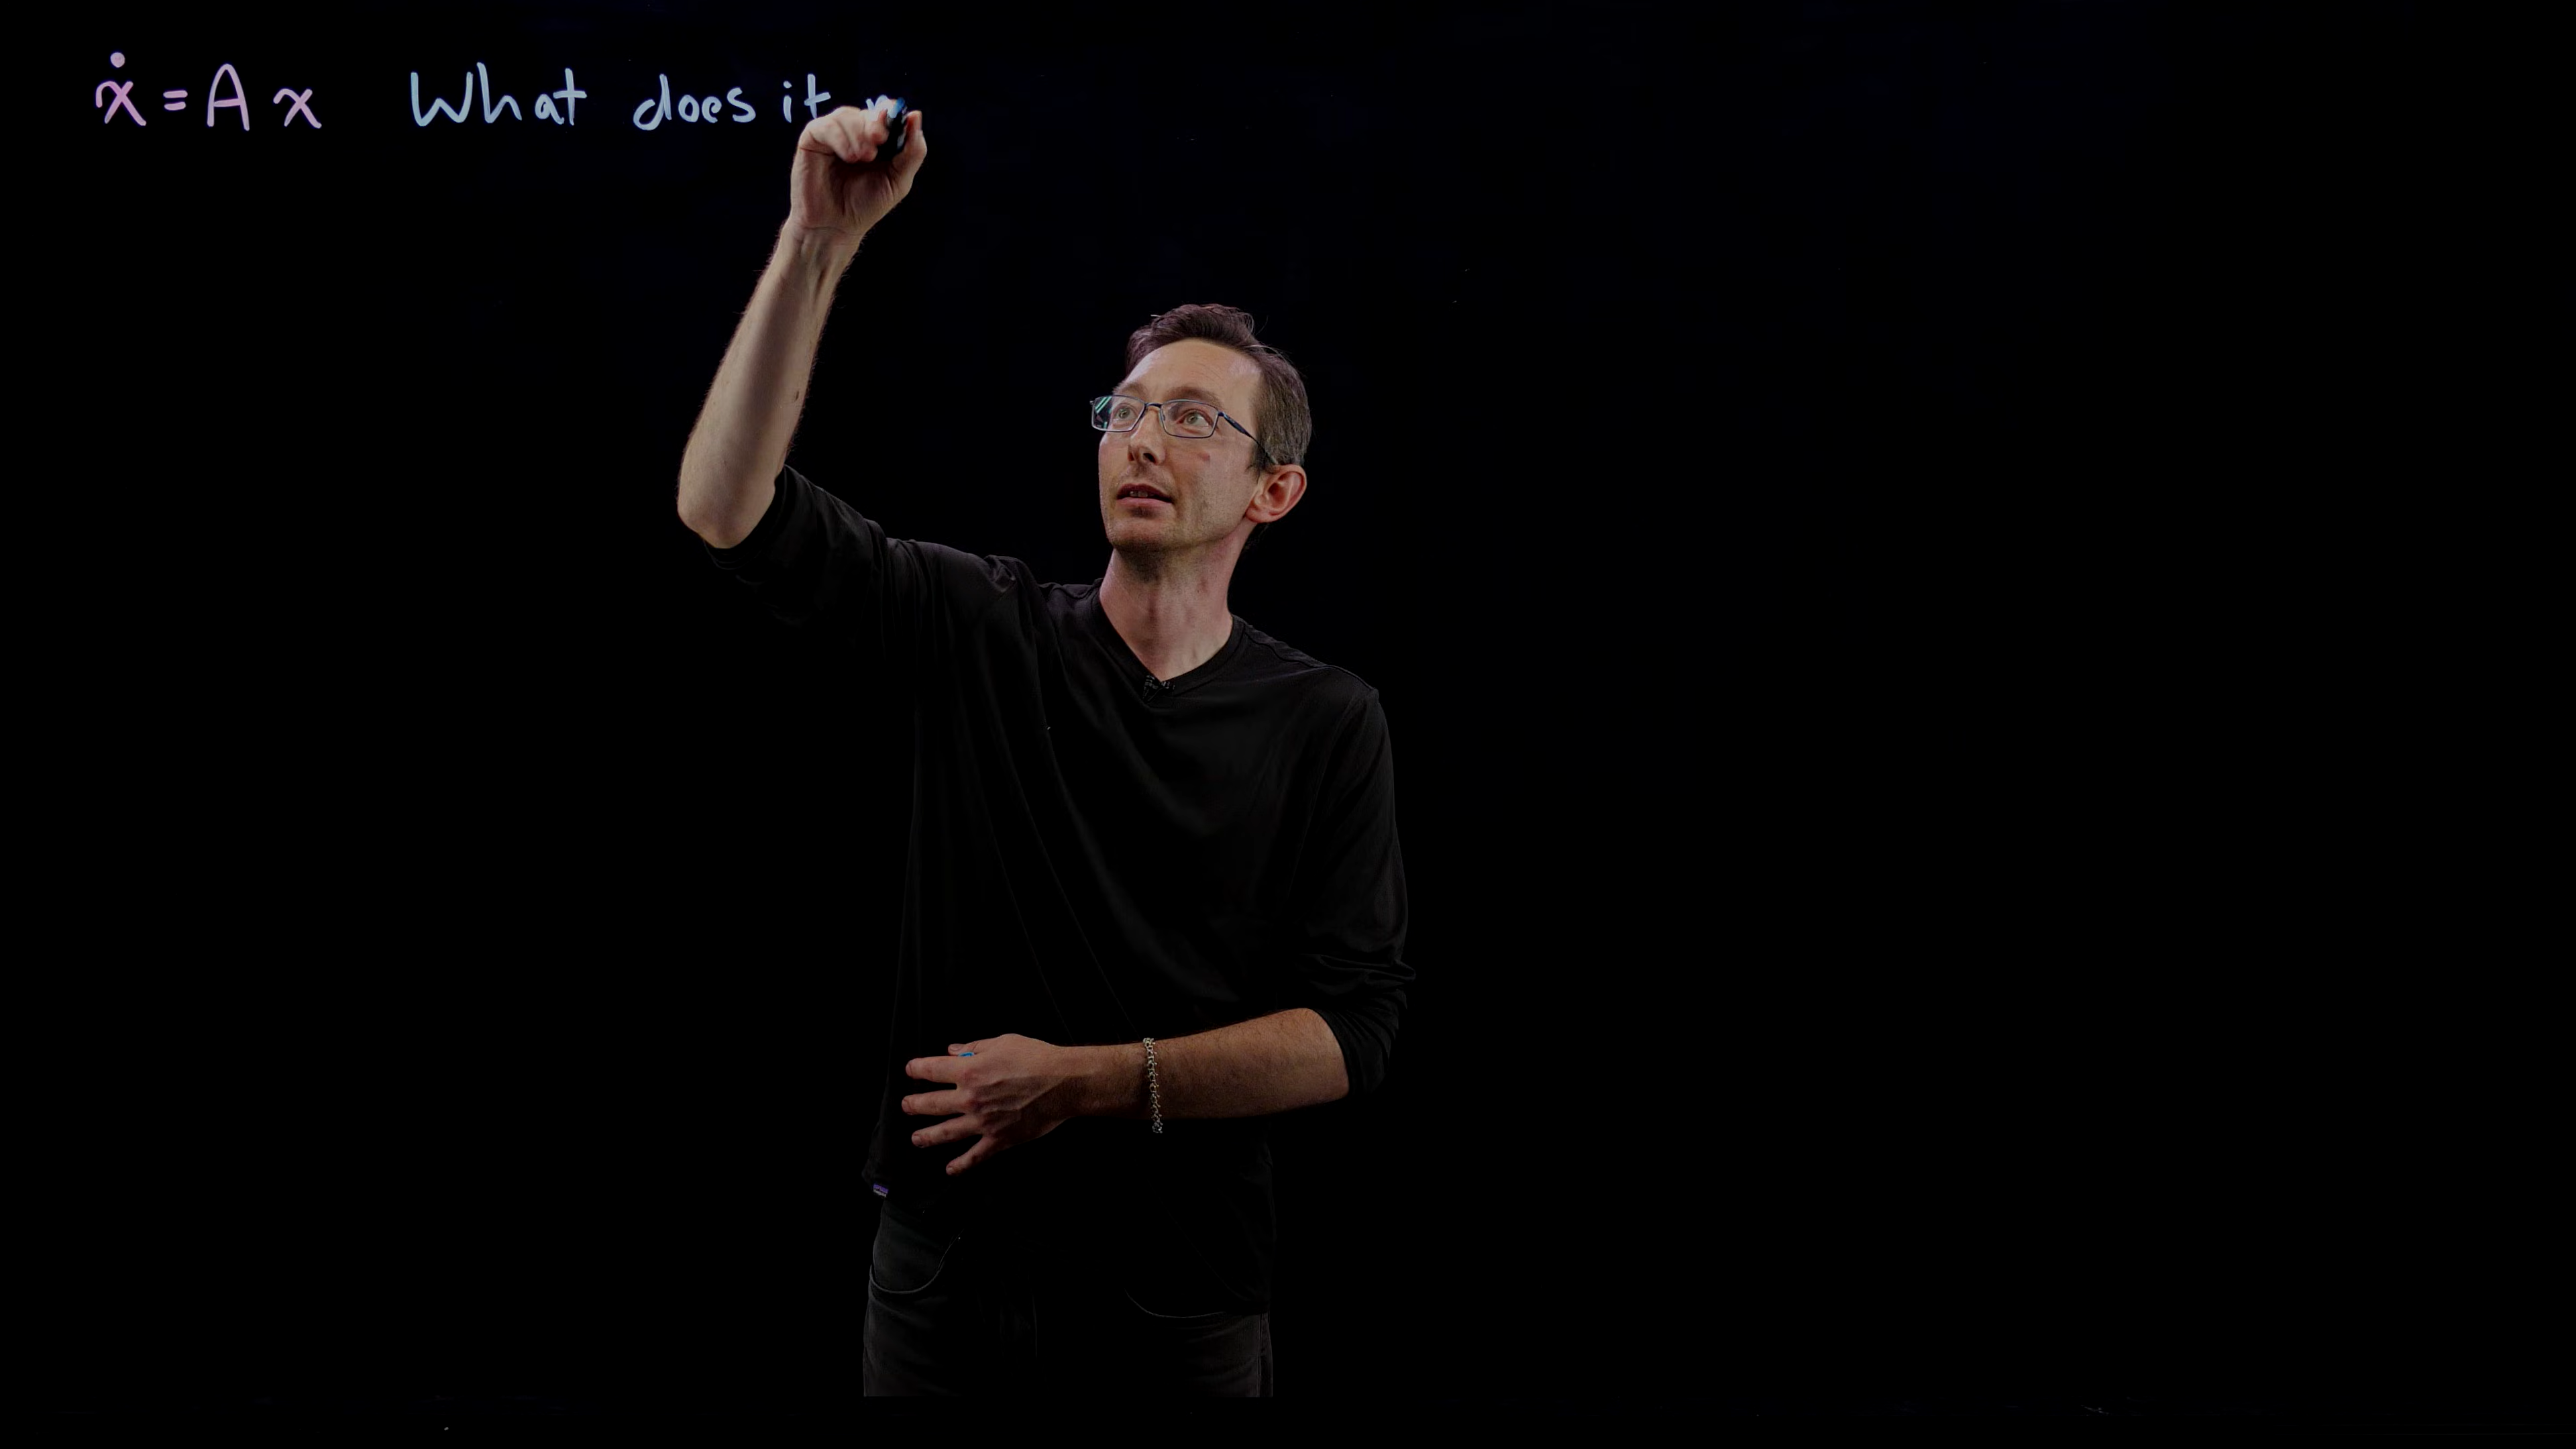 ẋ = A x What does it